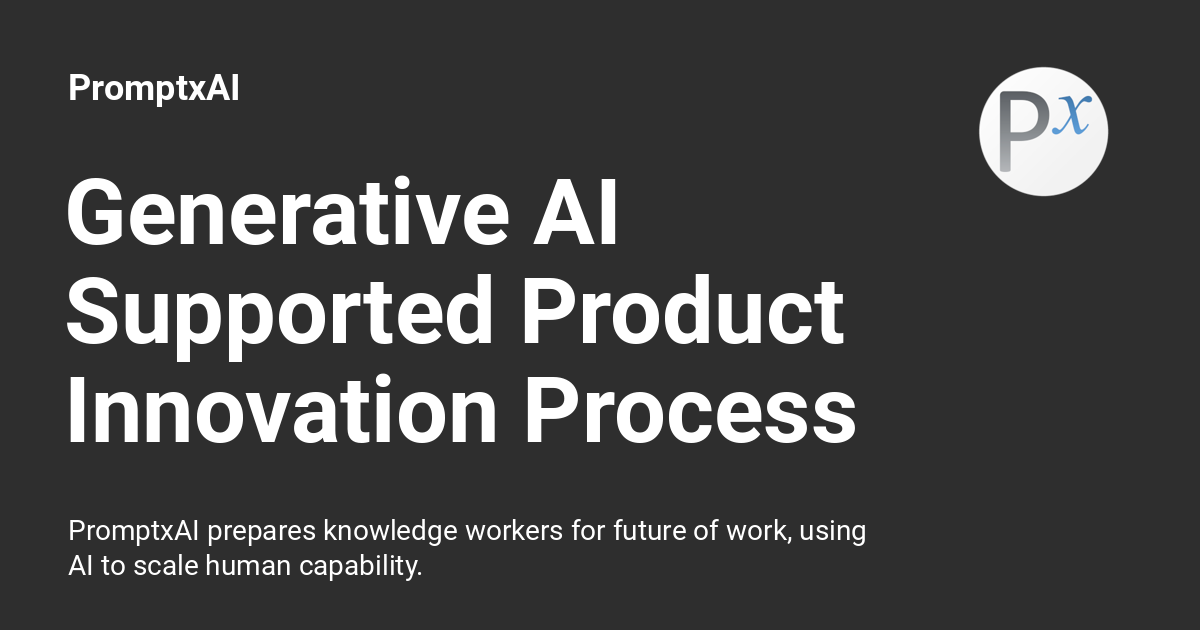 PromptxAI
Px
Generative AI
Supported Product
Innovation Process
PromptxAI prepares knowledge workers for future of work, using
AI to scale human capability.